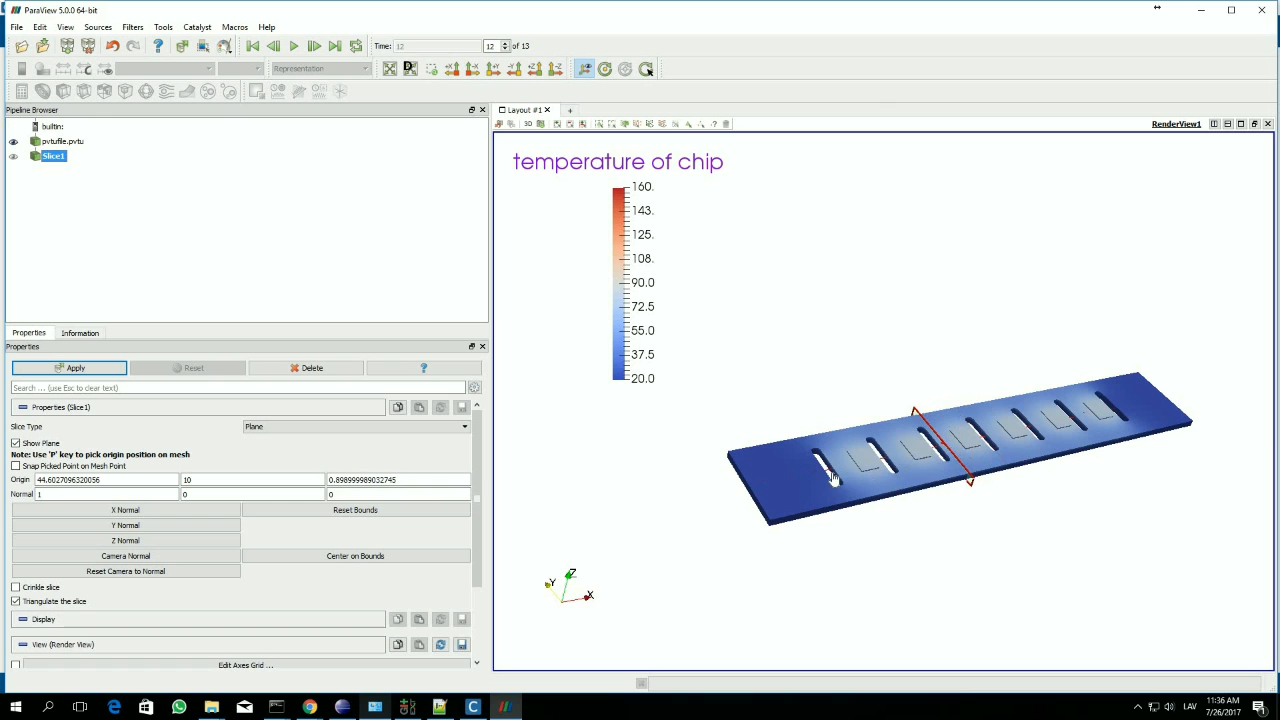 ParaView 5.0.0 64-bit
File Edit View Sources Filters Tools Catalyst Macros Help
Time: 12 12 of 13
Representation
Pipeline Browser
Layout #1
builtin:
3D
RenderView1
pvtufile.pvtu
Slice1
temperature of chip
160.
143.
125.
108.
90.0
72.5
55.0
37.5
20.0
Properties Information
Properties
Apply Reset Delete ?
Search ... (use Esc to clear text)
Properties (Slice1)
Slice Type Plane
Show Plane
Note: Use 'P' key to pick origin position on mesh
Snap Picked Point on Mesh Point
Origin 44.6027096320056 10 0.898999989032745
Normal 1 0 0
X Normal Reset Bounds
Y Normal
Z Normal
Camera Normal Center on Bounds
Reset Camera to Normal
Crinkle slice
Triangulate the slice
Display
View (Render View)
Edit Axes Grid ...
Y Z X
LAV 11:36 AM
7/26/2017